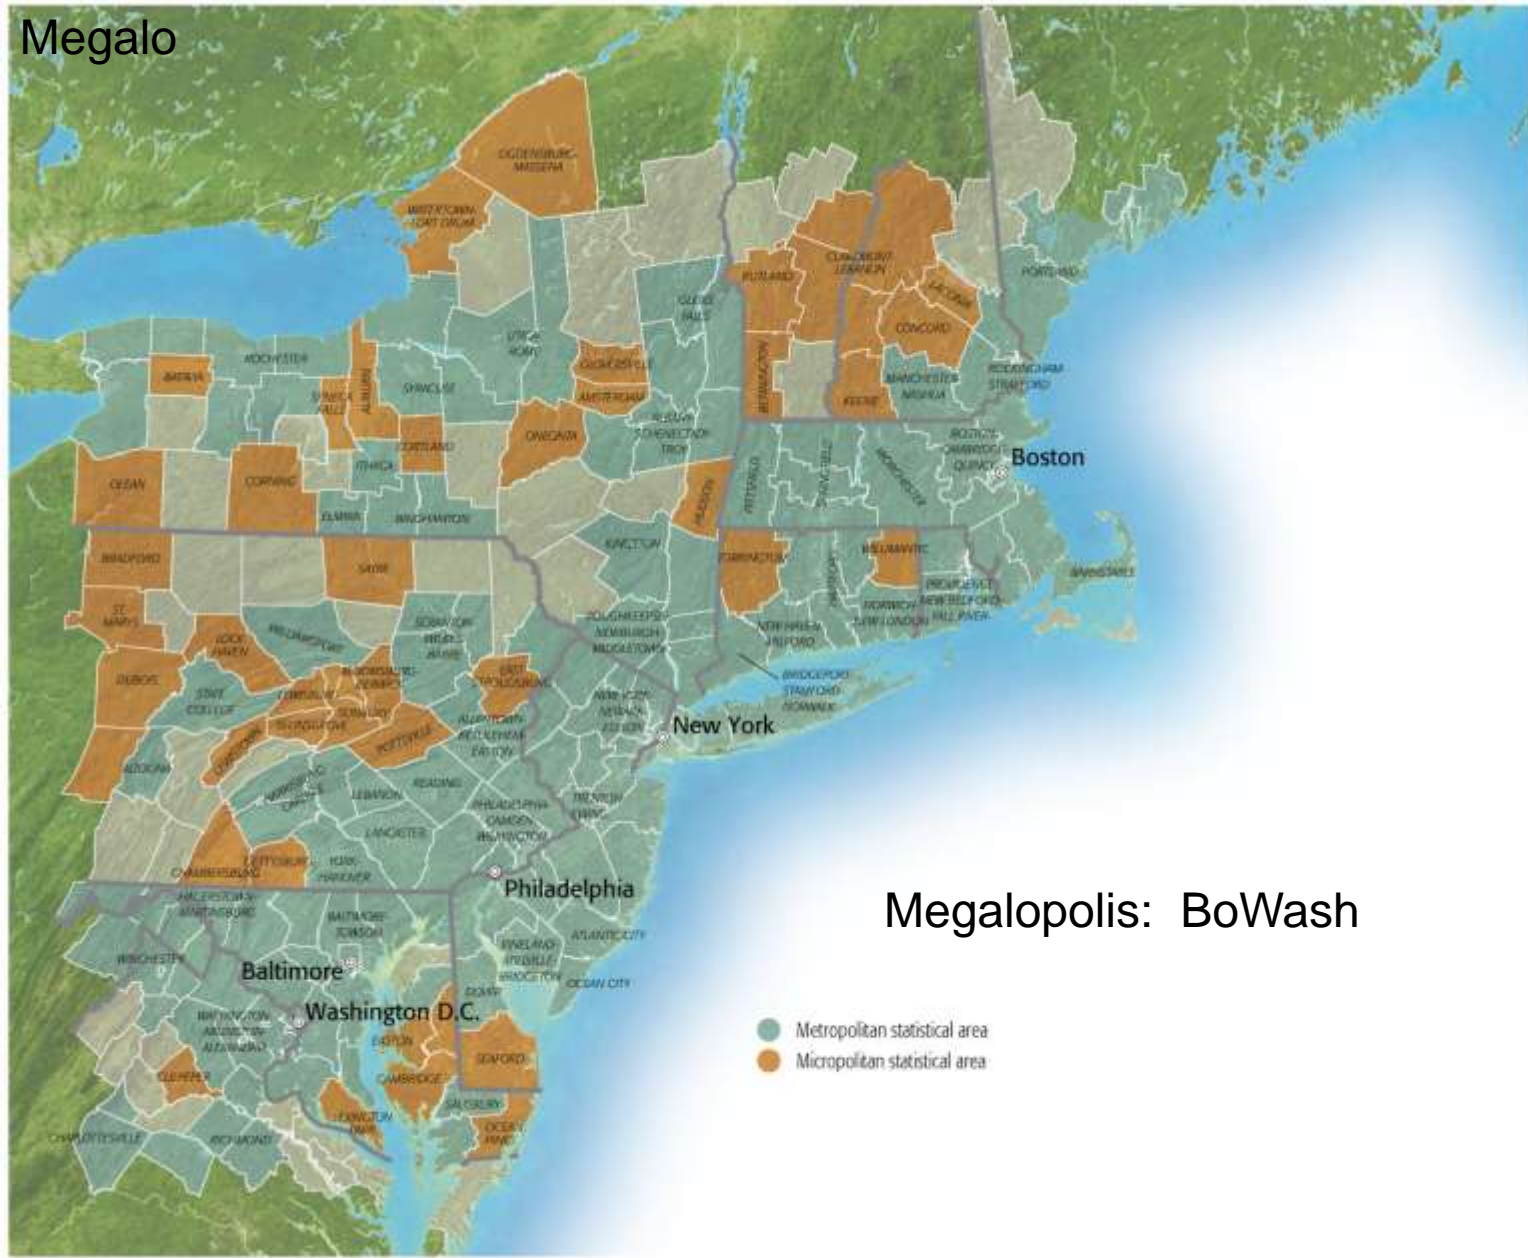 Megalo
OGDENSBURG-
MASSENA
WATERTOWN-
FORT DRUM
CLAREMONT-
LEBANON
RUTLAND
PORTLAND
LACONIA
GLENS
FALLS
CONCORD
UTICA-
ROME
ROCHESTER
GLOVERSVILLE
BATAVIA
ROCKINGHAM-
STRAFFORD
SENECA
FALLS
AUBURN
SYRACUSE
AMSTERDAM
BENNINGTON
KEENE
MANCHESTER-
NASHUA
ALBANY-
SCHENECTADY-
TROY
ONEONTA
CORTLAND
BOSTON-
CAMBRIDGE-
QUINCY
Boston
ITHACA
OLEAN
CORNING
HUDSON
PITTSFIELD
SPRINGFIELD
WORCESTER
ELMIRA
BINGHAMTON
KINGSTON
BRADFORD
SAYRE
TORRINGTON
HARTFORD
WILLIMANTIC
BARNSTABLE
PROVIDENCE-
NEW BEDFORD-
FALL RIVER
ST.
MARYS
NORWICH-
NEW LONDON
POUGHKEEPSIE-
NEWBURGH-
MIDDLETOWN
NEW HAVEN-
MILFORD
LOCK
HAVEN
WILLIAMSPORT
SCRANTON-
WILKES-
BARRE
DUBOIS
BLOOMSBURG-
BERWICK
EAST
STROUDSBURG
BRIDGEPORT-
STAMFORD-
NORWALK
STATE
COLLEGE
LEWISBURG
SUNBURY
SELINSGROVE
NEW YORK-
NEWARK-
EDISON
New York
ALLENTOWN-
BETHLEHEM-
EASTON
POTTSVILLE
LEWISTOWN
ALTOONA
HARRISBURG-
CARLISLE
LEBANON
READING
TRENTON-
EWING
PHILADELPHIA-
CAMDEN-
WILMINGTON
LANCASTER
CHAMBERSBURG
GETTYSBURG
YORK-
HANOVER
Philadelphia
HAGERSTOWN-
MARTINSBURG
BALTIMORE-
TOWSON
Megalopolis: BoWash
ATLANTIC CITY
VINELAND-
MILLVILLE-
BRIDGETON
WINCHESTER
Baltimore
OCEAN CITY
DOVER
Washington D.C.
WASHINGTON-
ARLINGTON-
ALEXANDRIA
EASTON
SEAFORD
Metropolitan statistical area
Micropolitan statistical area
CULPEPER
CAMBRIDGE
SALISBURY
LEXINGTON
PARK
OCEAN
PINES
CHARLOTTESVILLE
RICHMOND